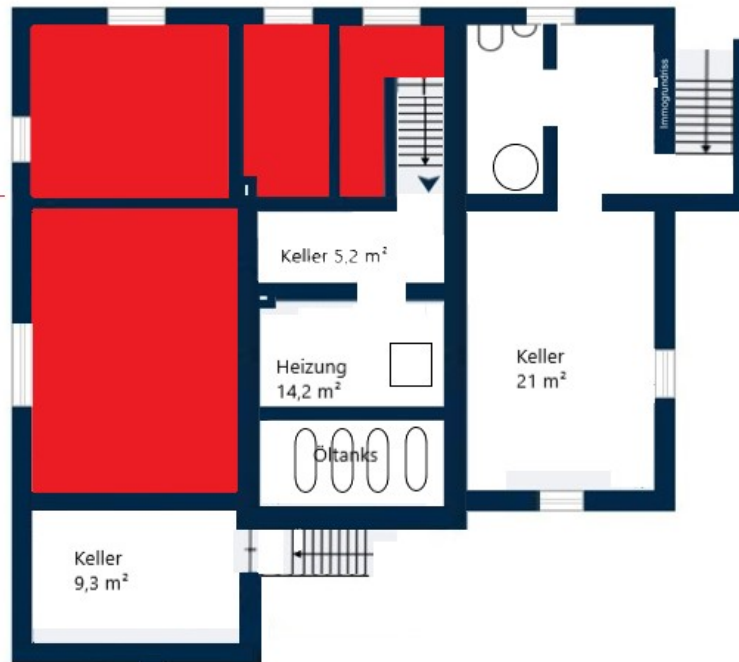 Immogrundriss
Keller 5,2 m²
Heizung
14,2 m²
Keller
21 m²
Öltanks
Keller
9,3 m²